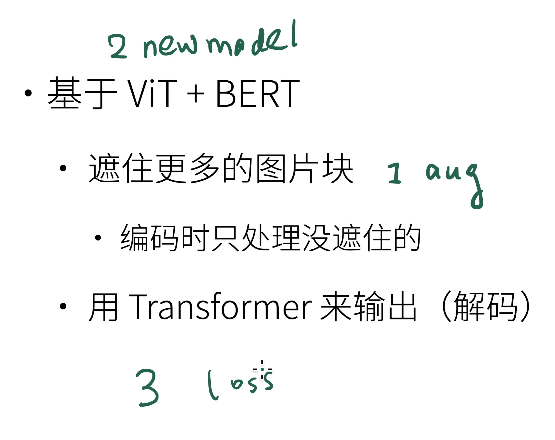 2 new model
• 基于 ViT + BERT
• 遮住更多的图片块 1 aug
• 编码时只处理没遮住的
• 用 Transformer 来输出（解码）
3 loss